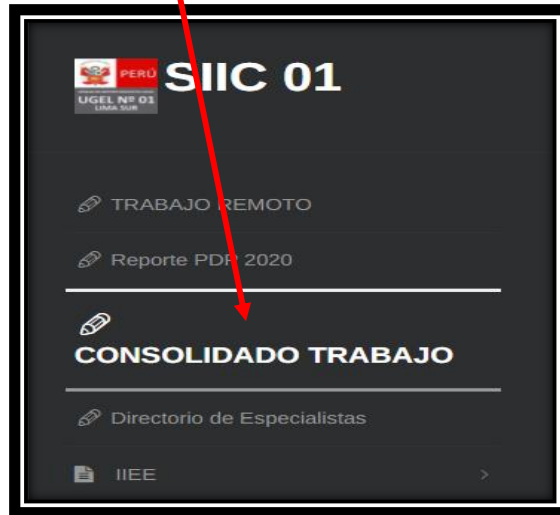 PERÚ
SIIC 01
UGEL Nº 01
LIMA SUR
TRABAJO REMOTO
Reporte PDP 2020
CONSOLIDADO TRABAJO
Directorio de Especialistas
IIEE